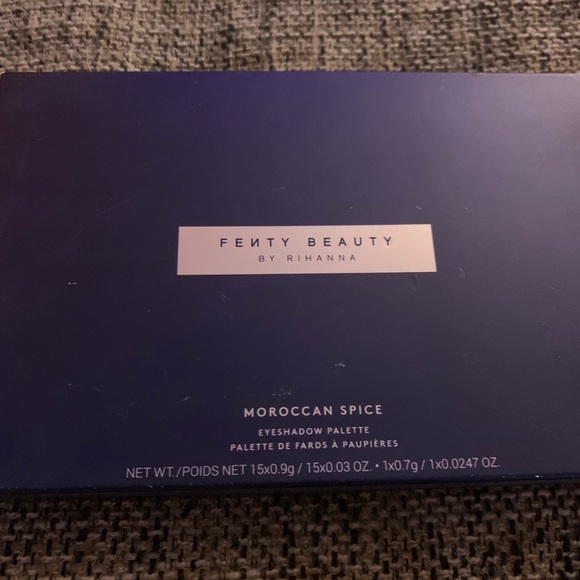 FENTY BEAUTY
BY RIHANNA
MOROCCAN SPICE
EYESHADOW PALETTE
PALETTE DE FARDS À PAUPIÈRES
NET WT./POIDS NET 15x0.9g / 15x0.03 OZ. • 1x0.7g / 1x0.0247 OZ.